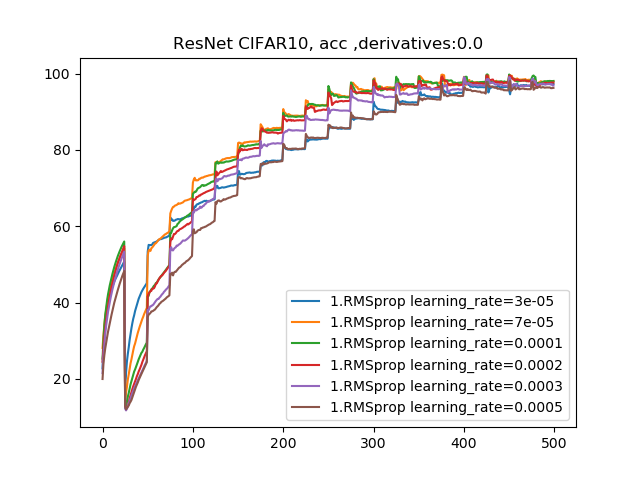 ResNet CIFAR10, acc ,derivatives:0.0
100
80
60
40
20
1.RMSprop learning_rate=3e-05
1.RMSprop learning_rate=7e-05
1.RMSprop learning_rate=0.0001
1.RMSprop learning_rate=0.0002
1.RMSprop learning_rate=0.0003
1.RMSprop learning_rate=0.0005
0 100 200 300 400 500